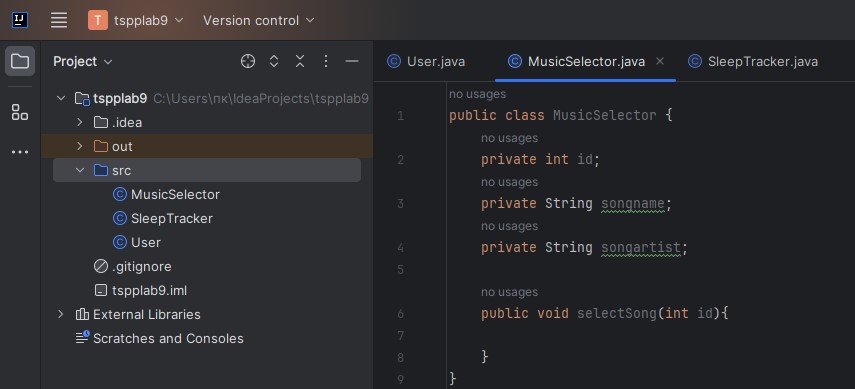 IJ
T tspplab9 Version control
Project
User.java MusicSelector.java SleepTracker.java
tspplab9 C:\Users\пк\IdeaProjects\tspplab9
.idea
out
src
MusicSelector
SleepTracker
User
.gitignore
tspplab9.iml
External Libraries
Scratches and Consoles
no usages
1 public class MusicSelector {
no usages
2 private int id;
no usages
3 private String songname;
no usages
4 private String songartist;
5
no usages
6 public void selectSong(int id){
7
8 }
9 }